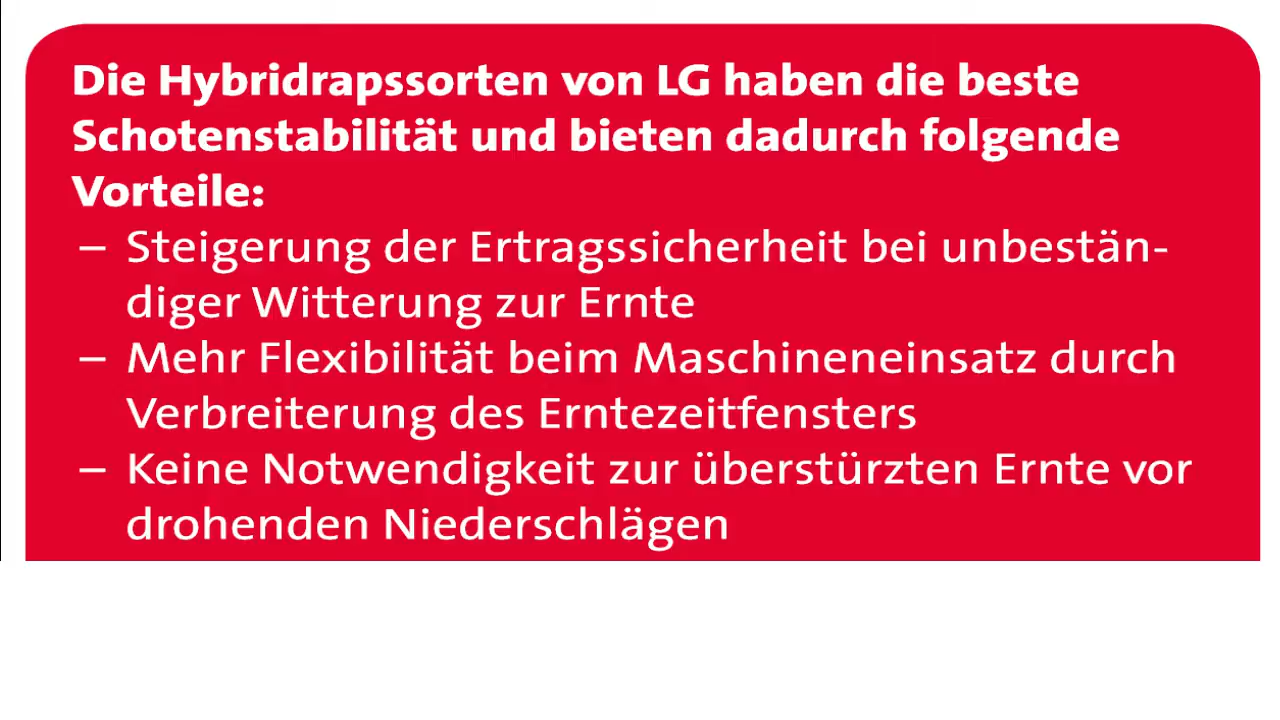 Die Hybridrapssorten von LG haben die beste
Schotenstabilität und bieten dadurch folgende
Vorteile:
– Steigerung der Ertragssicherheit bei unbestän-
diger Witterung zur Ernte
– Mehr Flexibilität beim Maschineneinsatz durch
Verbreiterung des Erntezeitfensters
– Keine Notwendigkeit zur überstürzten Ernte vor
drohenden Niederschlägen